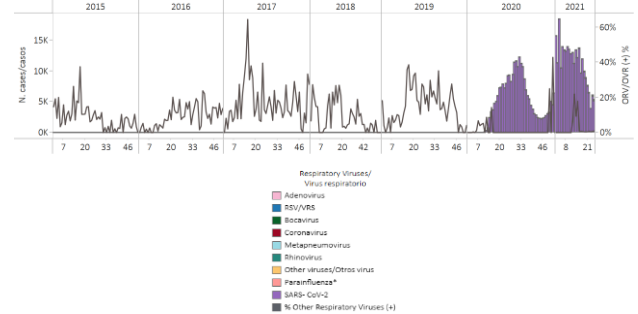 2015 2016 2017 2018 2019 2020 2021
N. cases/casos
15K
10K
5K
0K
60%
40%
20%
0%
ORV/OVR (+) %
7 20 33 46 7 20 33 46 7 20 33 46 7 20 42 7 20 33 46 7 20 33 46 8 21
Respiratory Viruses/
Virus respiratorio
Adenovirus
RSV/VRS
Bocavirus
Coronavirus
Metapneumovirus
Rhinovirus
Other viruses/Otros virus
Parainfluenza*
SARS- CoV-2
% Other Respiratory Viruses (+)